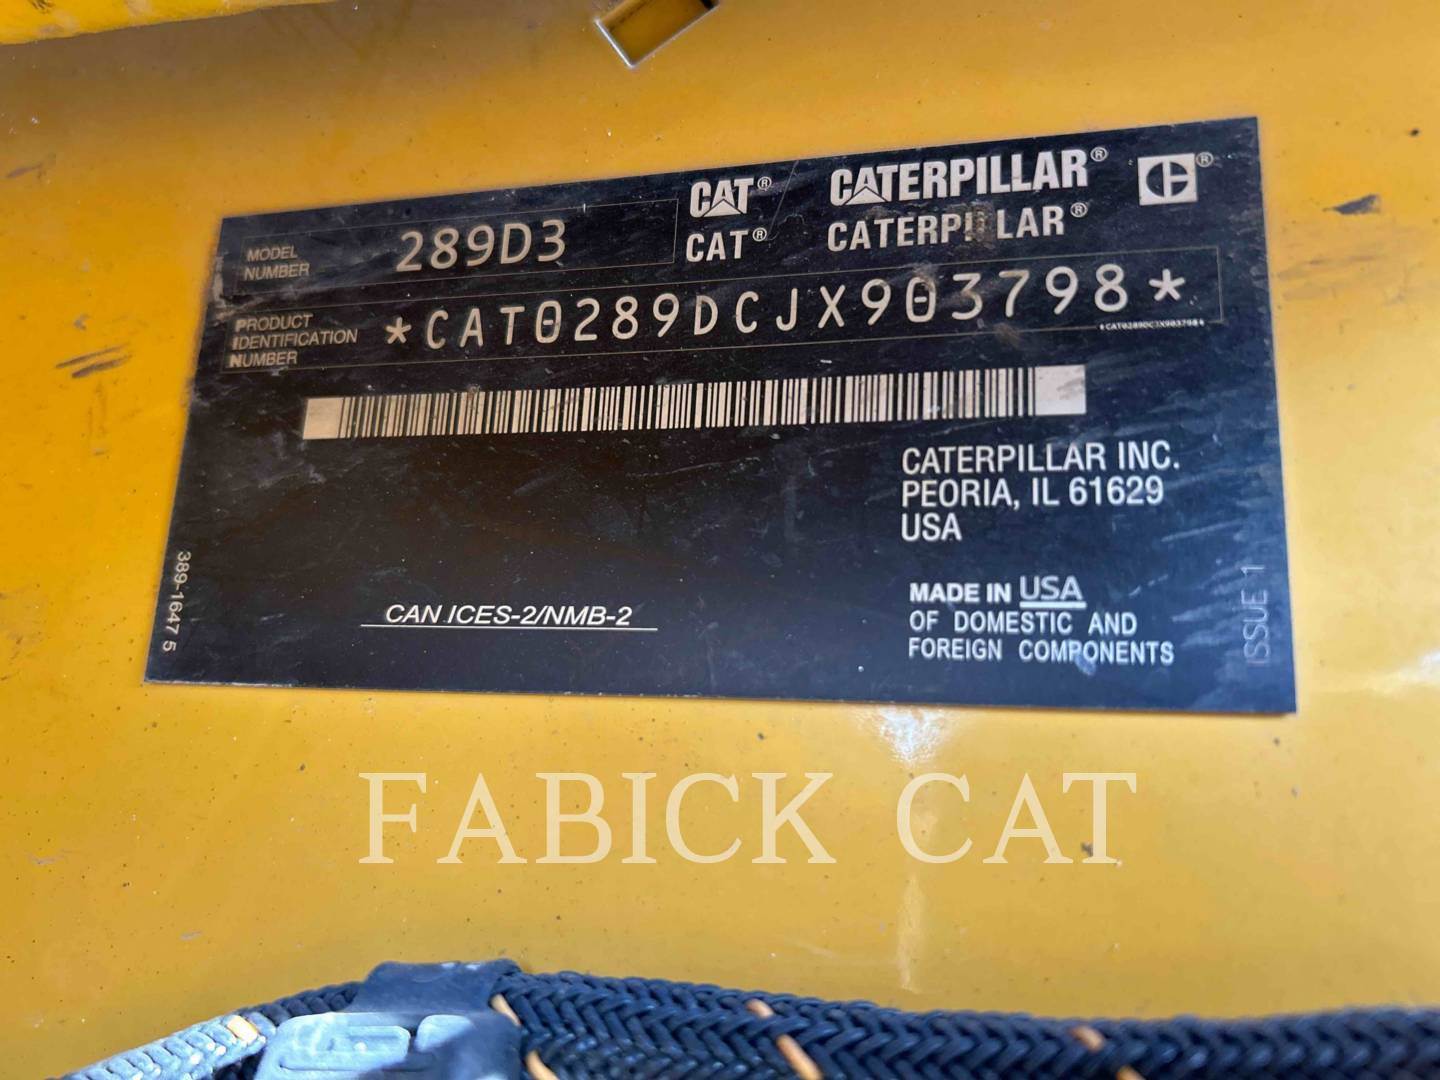 MODEL NUMBER 289D3
CAT® CATERPILLAR® ®
CAT® CATERPILLAR®
PRODUCT
IDENTIFICATION
NUMBER
*CAT0289DCJX903798*
*CAT0289DCJX903798*
CATERPILLAR INC.
PEORIA, IL 61629
USA
MADE IN USA
OF DOMESTIC AND
FOREIGN COMPONENTS
CAN ICES-2/NMB-2
389-1647 5
ISSUE 1
FABICK CAT